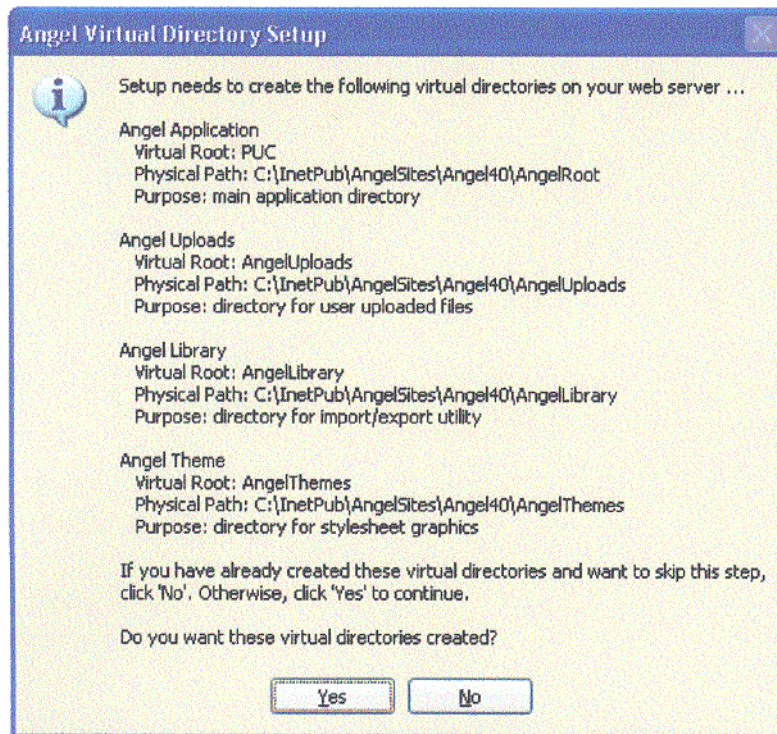 Angel Virtual Directory Setup
Setup needs to create the following virtual directories on your web server ...
Angel Application
Virtual Root: PUC
Physical Path: C:\InetPub\AngelSites\Angel40\AngelRoot
Purpose: main application directory
Angel Uploads
Virtual Root: AngelUploads
Physical Path: C:\InetPub\AngelSites\Angel40\AngelUploads
Purpose: directory for user uploaded files
Angel Library
Virtual Root: AngelLibrary
Physical Path: C:\InetPub\AngelSites\Angel40\AngelLibrary
Purpose: directory for import/export utility
Angel Theme
Virtual Root: AngelThemes
Physical Path: C:\InetPub\AngelSites\Angel40\AngelThemes
Purpose: directory for stylesheet graphics
If you have already created these virtual directories and want to skip this step,
click 'No'. Otherwise, click 'Yes' to continue.
Do you want these virtual directories created?
Yes No